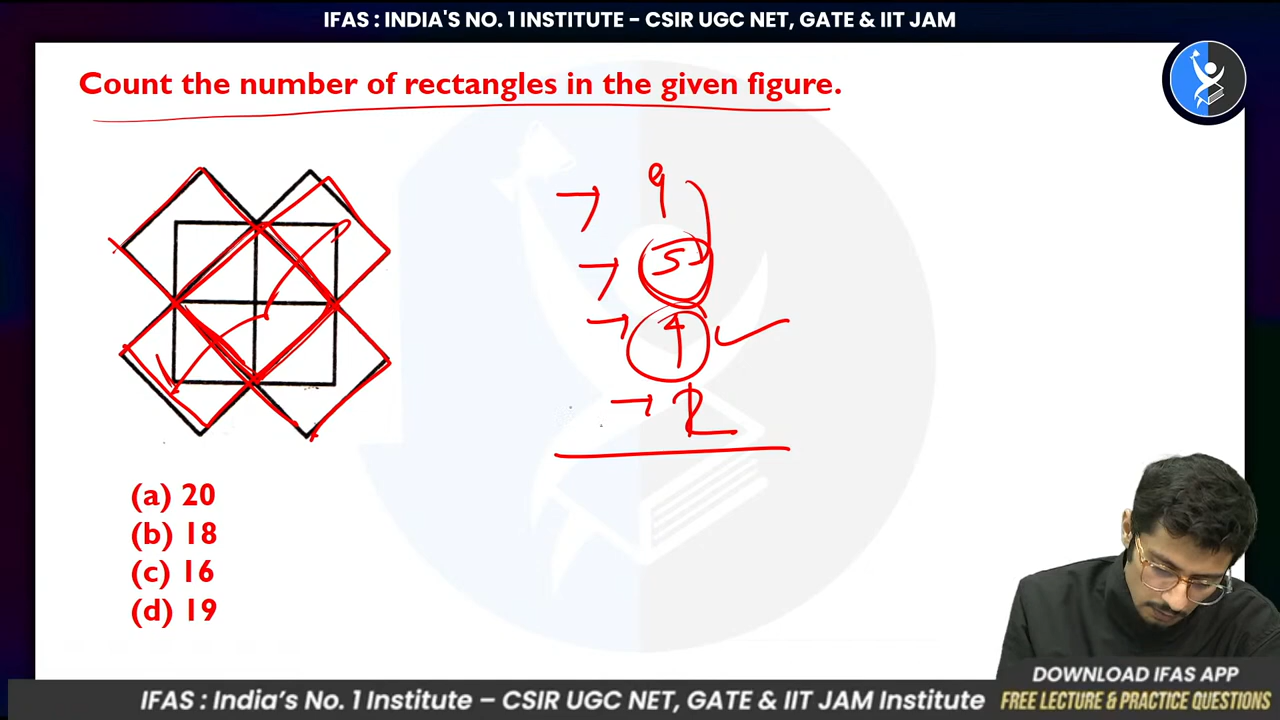 IFAS : INDIA'S NO. 1 INSTITUTE – CSIR UGC NET, GATE & IIT JAM
Count the number of rectangles in the given figure.
9
5
4
2
(a) 20
(b) 18
(c) 16
(d) 19
DOWNLOAD IFAS APP
FREE LECTURE & PRACTICE QUESTIONS
IFAS : India's No. 1 Institute – CSIR UGC NET, GATE & IIT JAM Institute